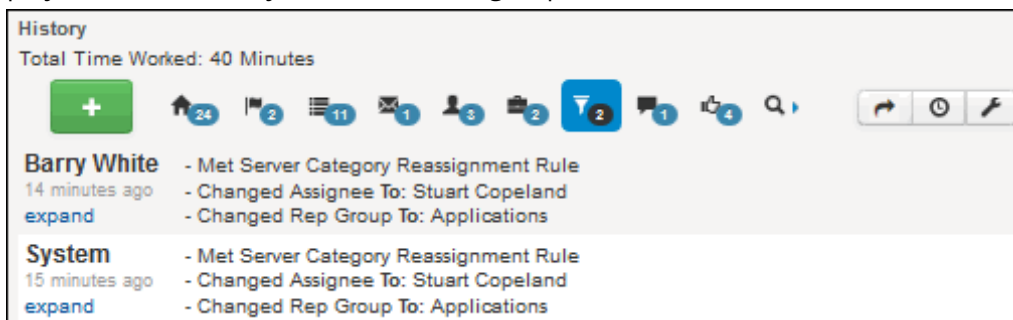 History
Total Time Worked: 40 Minutes
+ 24 2 11 1 3 2 2 1 4
Barry White - Met Server Category Reassignment Rule
14 minutes ago - Changed Assignee To: Stuart Copeland
expand - Changed Rep Group To: Applications
System - Met Server Category Reassignment Rule
15 minutes ago - Changed Assignee To: Stuart Copeland
expand - Changed Rep Group To: Applications